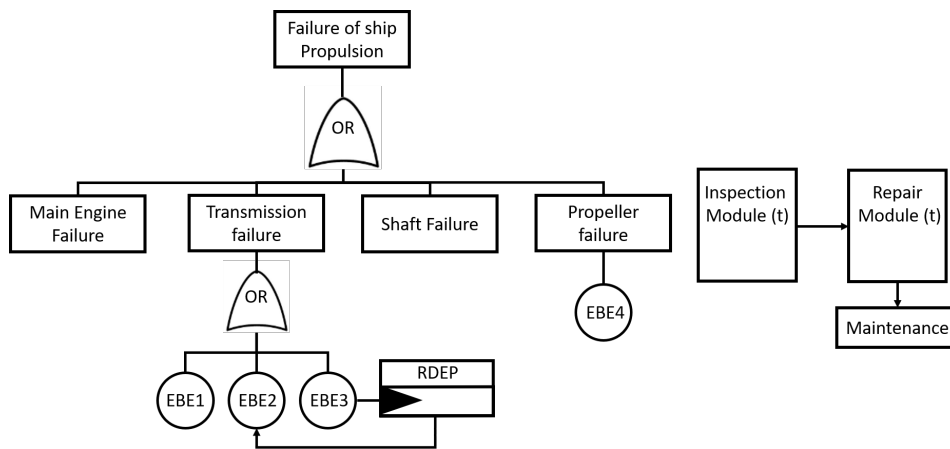 Failure of ship
Propulsion
OR
Main Engine
Failure
Transmission
failure
Shaft Failure
Propeller
failure
Inspection
Module (t)
Repair
Module (t)
OR
EBE4
Maintenance
RDEP
EBE1
EBE2
EBE3